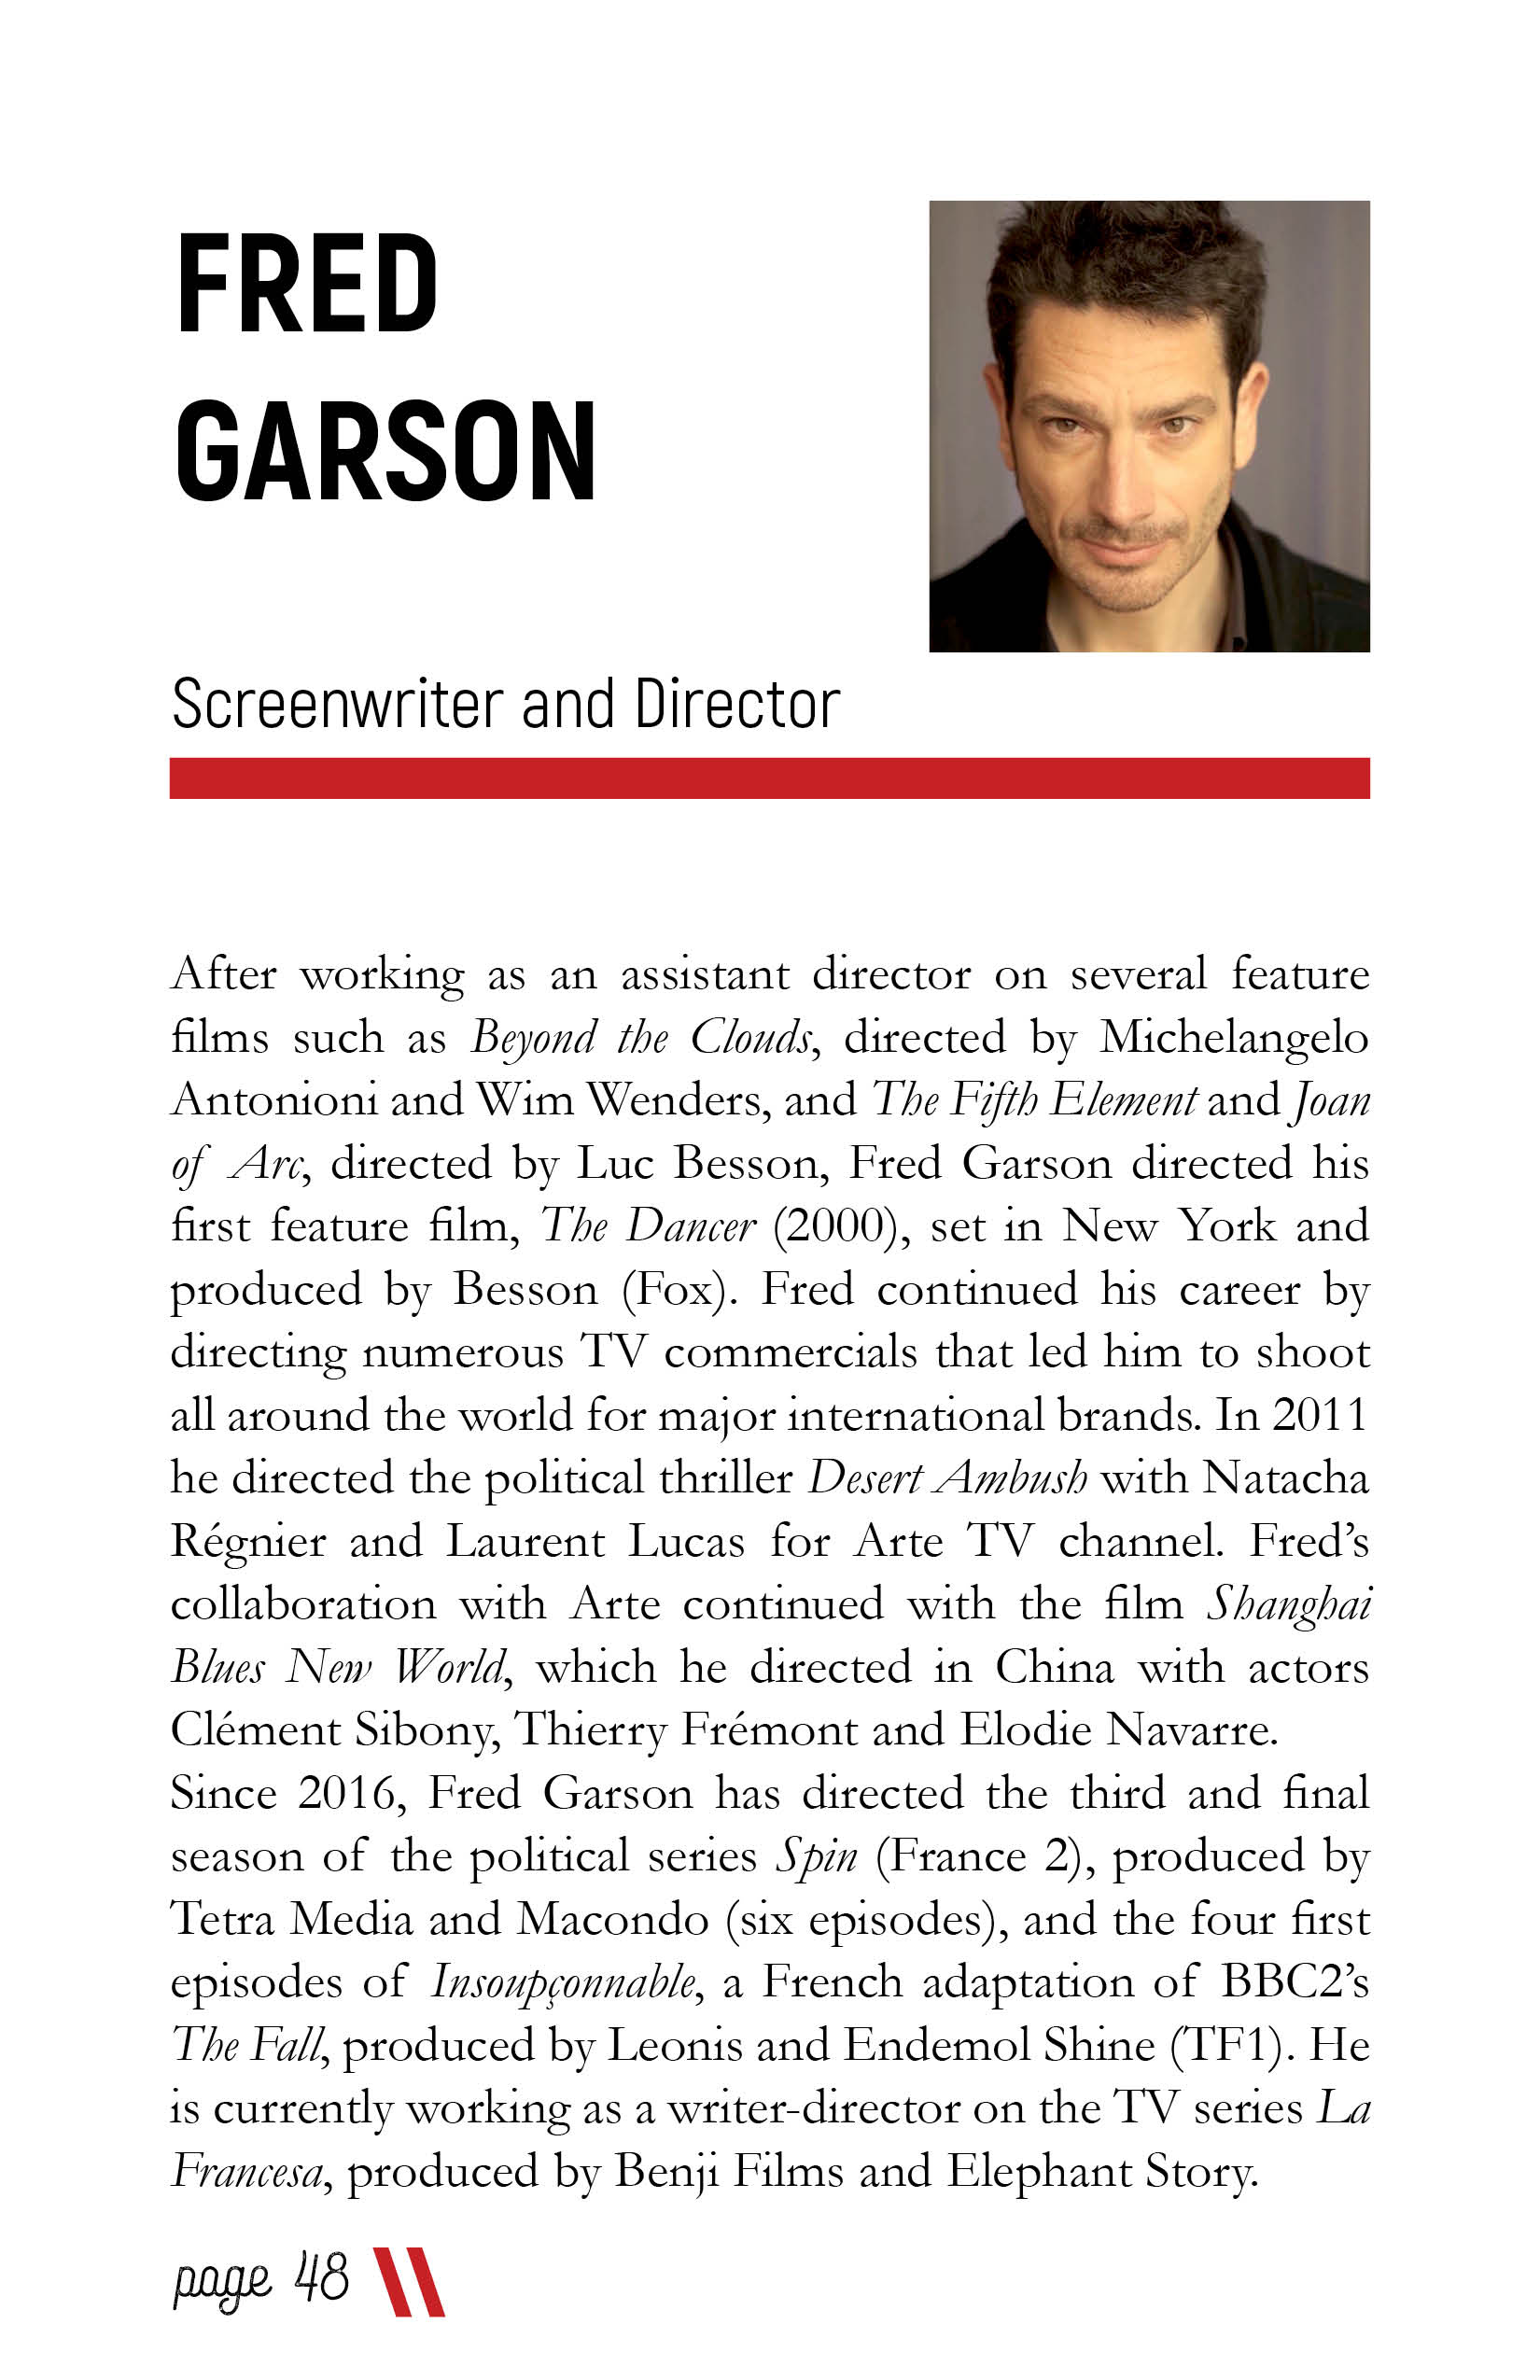 FRED
GARSON
Screenwriter and Director
After working as an assistant director on several feature
films such as Beyond the Clouds, directed by Michelangelo
Antonioni and Wim Wenders, and The Fifth Element and Joan
of Arc, directed by Luc Besson, Fred Garson directed his
first feature film, The Dancer (2000), set in New York and
produced by Besson (Fox). Fred continued his career by
directing numerous TV commercials that led him to shoot
all around the world for major international brands. In 2011
he directed the political thriller Desert Ambush with Natacha
Régnier and Laurent Lucas for Arte TV channel. Fred’s
collaboration with Arte continued with the film Shanghai
Blues New World, which he directed in China with actors
Clément Sibony, Thierry Frémont and Elodie Navarre.
Since 2016, Fred Garson has directed the third and final
season of the political series Spin (France 2), produced by
Tetra Media and Macondo (six episodes), and the four first
episodes of Insoupçonnable, a French adaptation of BBC2’s
The Fall, produced by Leonis and Endemol Shine (TF1). He
is currently working as a writer-director on the TV series La
Francesa, produced by Benji Films and Elephant Story.
page 48